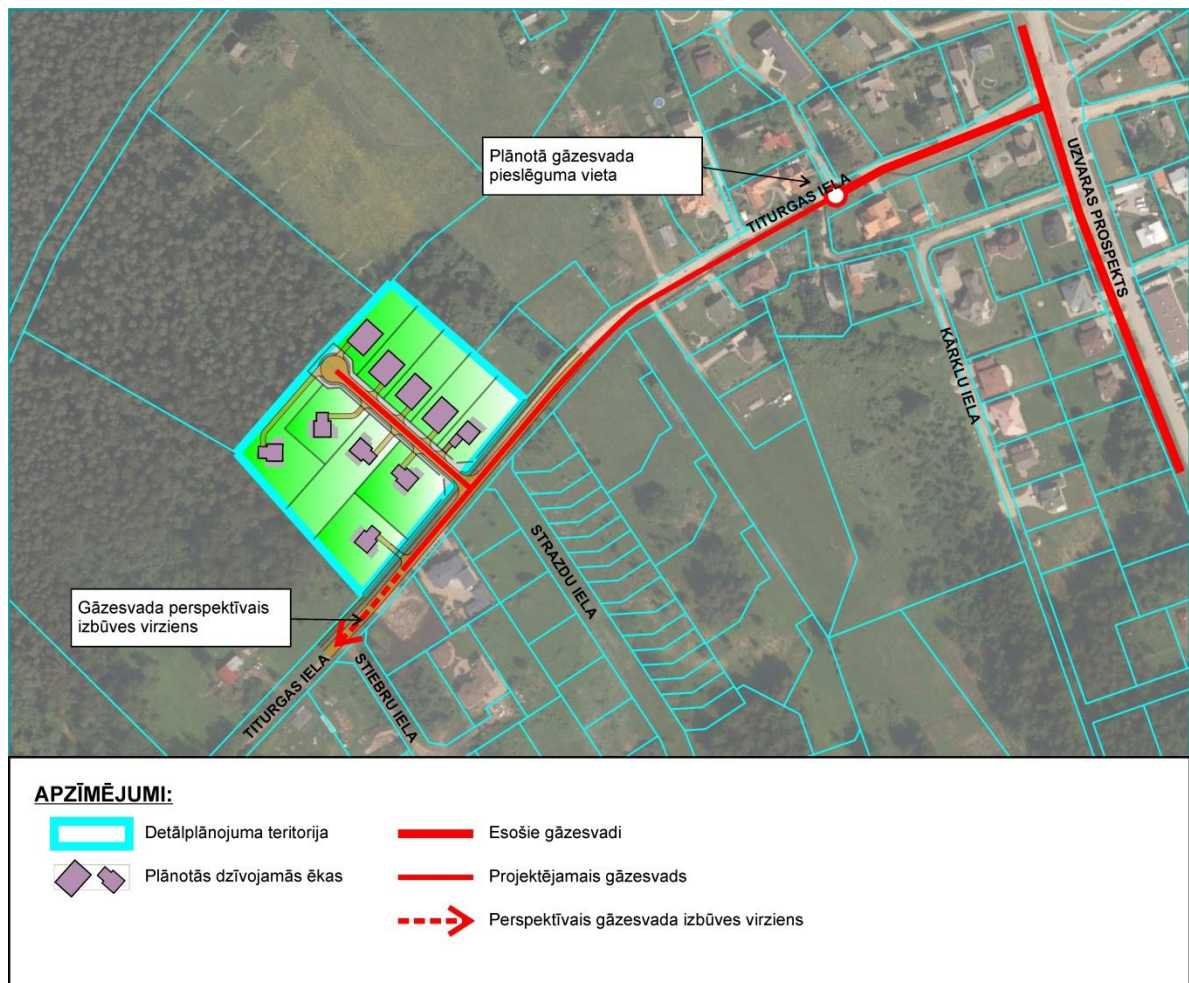 Plānotā gāzesvada
pieslēguma vieta
TITURGAS IELA
UZVARAS PROSPEKTS
KĀRKLU IELA
STRAZDU IELA
Gāzesvada perspektīvais
izbūves virziens
TITURGAS IELA
STIEBRU IELA
APZĪMĒJUMI:
Detālplānojuma teritorija
Esošie gāzesvadi
Plānotās dzīvojamās ēkas
Projektējamais gāzesvads
Perspektīvais gāzesvada izbūves virziens